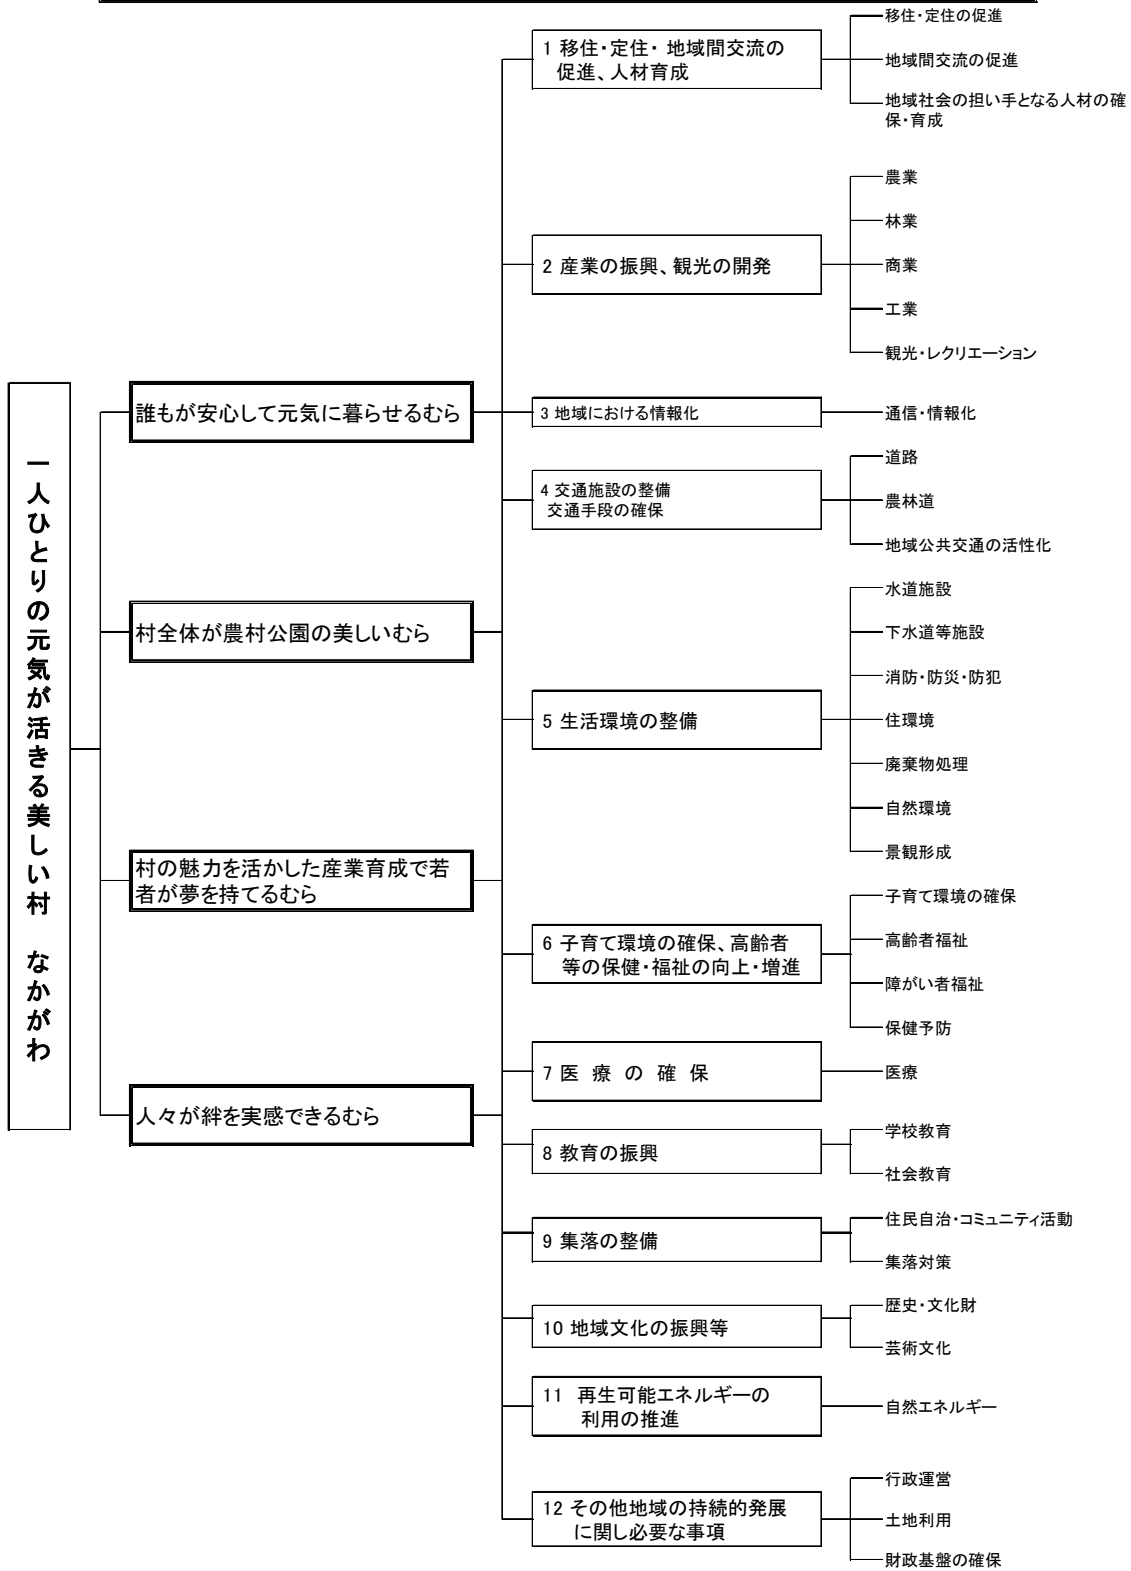 一人ひとりの元気が活きる美しい村　なかがわ
誰もが安心して元気に暮らせるむら
村全体が農村公園の美しいむら
村の魅力を活かした産業育成で若
者が夢を持てるむら
人々が絆を実感できるむら
1 移住・定住・ 地域間交流の
促進、人材育成
移住・定住の促進
地域間交流の促進
地域社会の担い手となる人材の確
保・育成
2 産業の振興、観光の開発
農業
林業
商業
工業
観光・レクリエーション
3 地域における情報化
通信・情報化
4 交通施設の整備
交通手段の確保
道路
農林道
地域公共交通の活性化
5 生活環境の整備
水道施設
下水道等施設
消防・防災・防犯
住環境
廃棄物処理
自然環境
景観形成
6 子育て環境の確保、高齢者
等の保健・福祉の向上・増進
子育て環境の確保
高齢者福祉
障がい者福祉
保健予防
7 医 療 の 確 保
医療
8 教育の振興
学校教育
社会教育
9 集落の整備
住民自治・コミュニティ活動
集落対策
10 地域文化の振興等
歴史・文化財
芸術文化
11　再生可能エネルギーの
利用の推進
自然エネルギー
12 その他地域の持続的発展
に関し必要な事項
行政運営
土地利用
財政基盤の確保